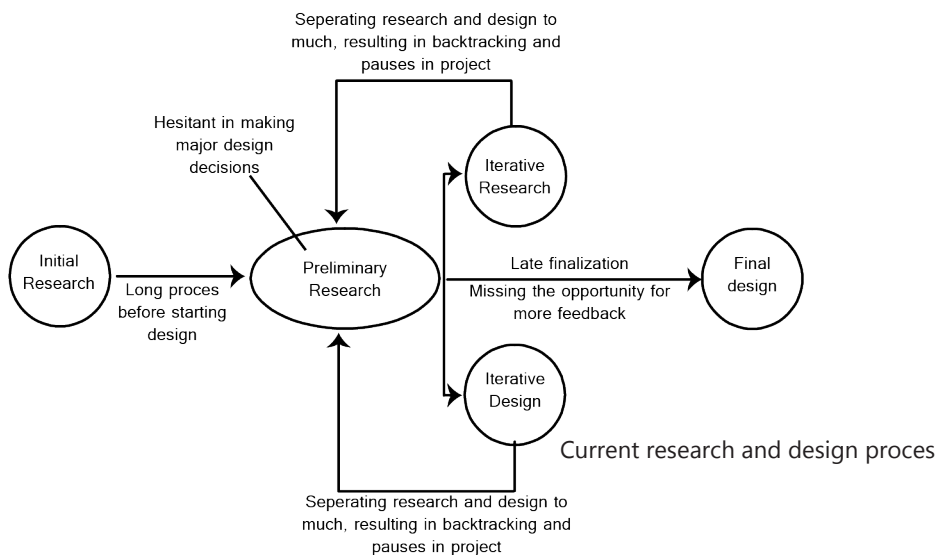 Seperating research and design to
much, resulting in backtracking and
pauses in project
Hesitant in making
major design
decisions
Iterative
Research
Initial
Research
Long proces
before starting
design
Preliminary
Research
Late finalization
Missing the opportunity for
more feedback
Final
design
Iterative
Design
Current research and design proces
Seperating research and design to
much, resulting in backtracking and
pauses in project